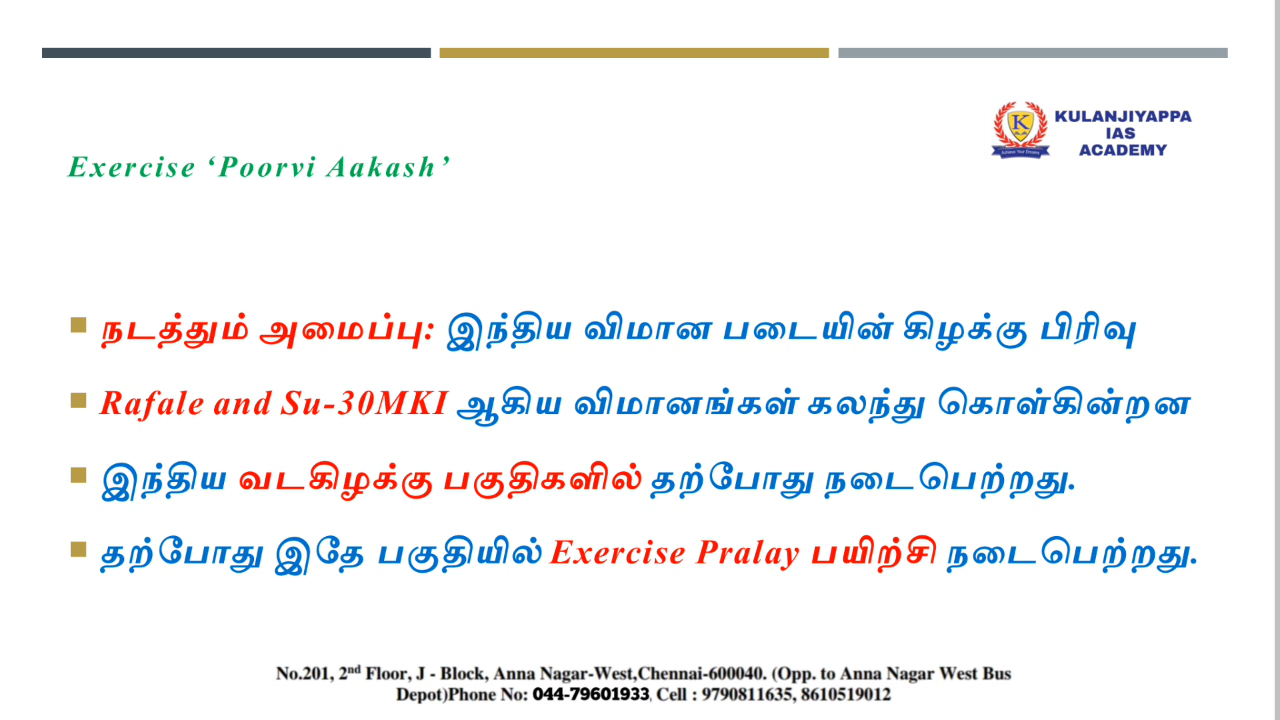 KULANJIYAPPA
IAS
ACADEMY
Achieve Your Dreams
Exercise ‘Poorvi Aakash’
நடத்தும் அமைப்பு: இந்திய விமான படையின் கிழக்கு பிரிவு
Rafale and Su-30MKI ஆகிய விமானங்கள் கலந்து கொள்கின்றன
இந்திய வடகிழக்கு பகுதிகளில் தற்போது நடைபெற்றது.
தற்போது இதே பகுதியில் Exercise Pralay பயிற்சி நடைபெற்றது.
No.201, 2nd Floor, J - Block, Anna Nagar-West,Chennai-600040. (Opp. to Anna Nagar West Bus
Depot)Phone No: 044-79601933, Cell : 9790811635, 8610519012